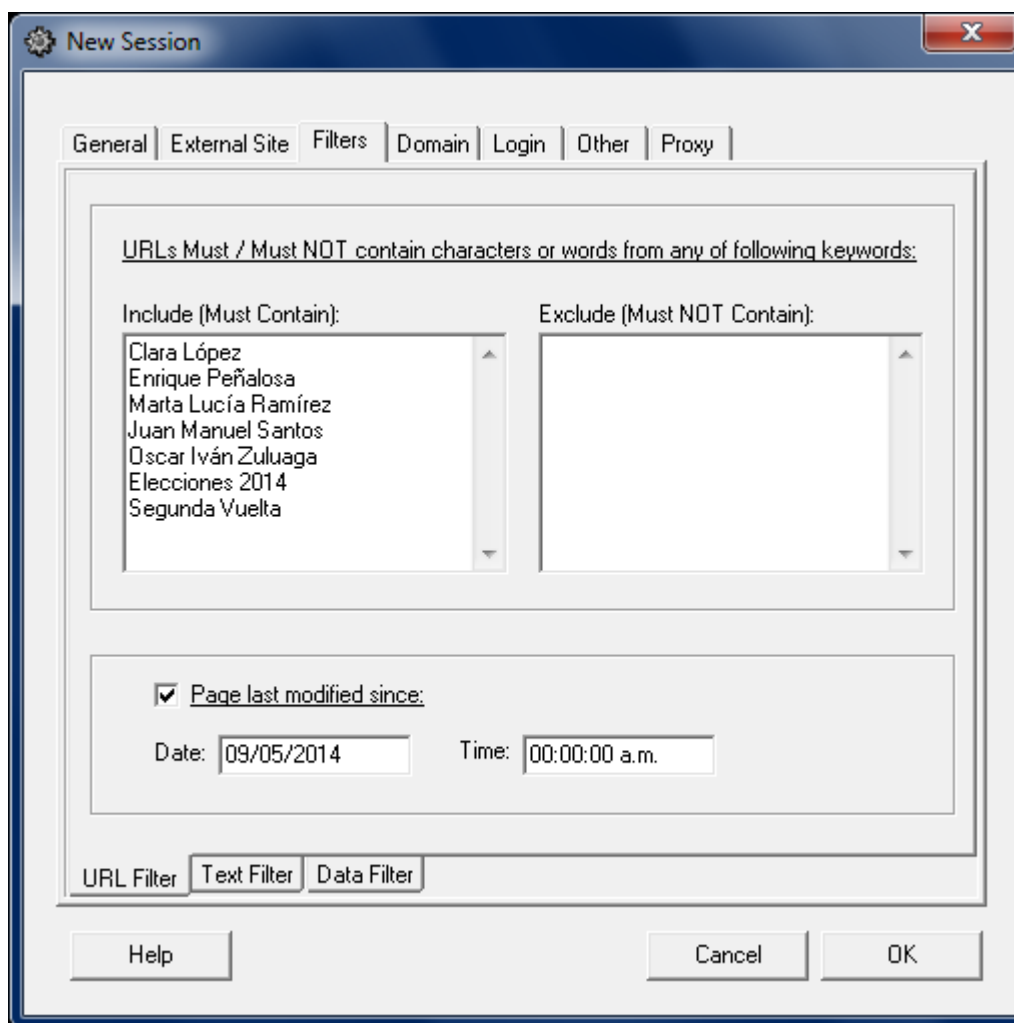 New Session
General External Site Filters Domain Login Other Proxy
URLs Must / Must NOT contain characters or words from any of following keywords:
Include (Must Contain): Exclude (Must NOT Contain):
Clara López
Enrique Peñalosa
Marta Lucía Ramírez
Juan Manuel Santos
Oscar Iván Zuluaga
Elecciones 2014
Segunda Vuelta
Page last modified since:
Date: 09/05/2014 Time: 00:00:00 a.m.
URL Filter Text Filter Data Filter
Help Cancel OK